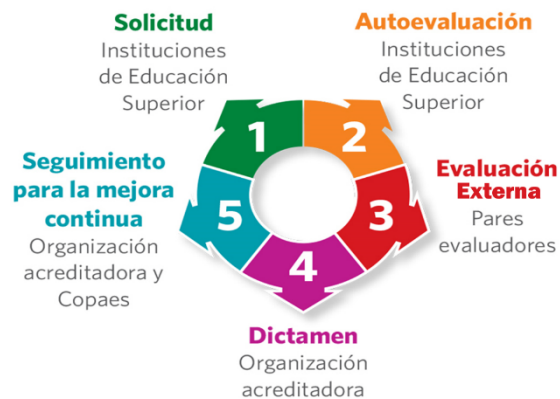 Solicitud
Instituciones
de Educación
Superior
1
Autoevaluación
Instituciones
de Educación
Superior
2
Evaluación
Externa
Pares
evaluadores
3
Dictamen
Organización
acreditadora
4
Seguimiento
para la mejora
continua
Organización
acreditadora y
Copaes
5